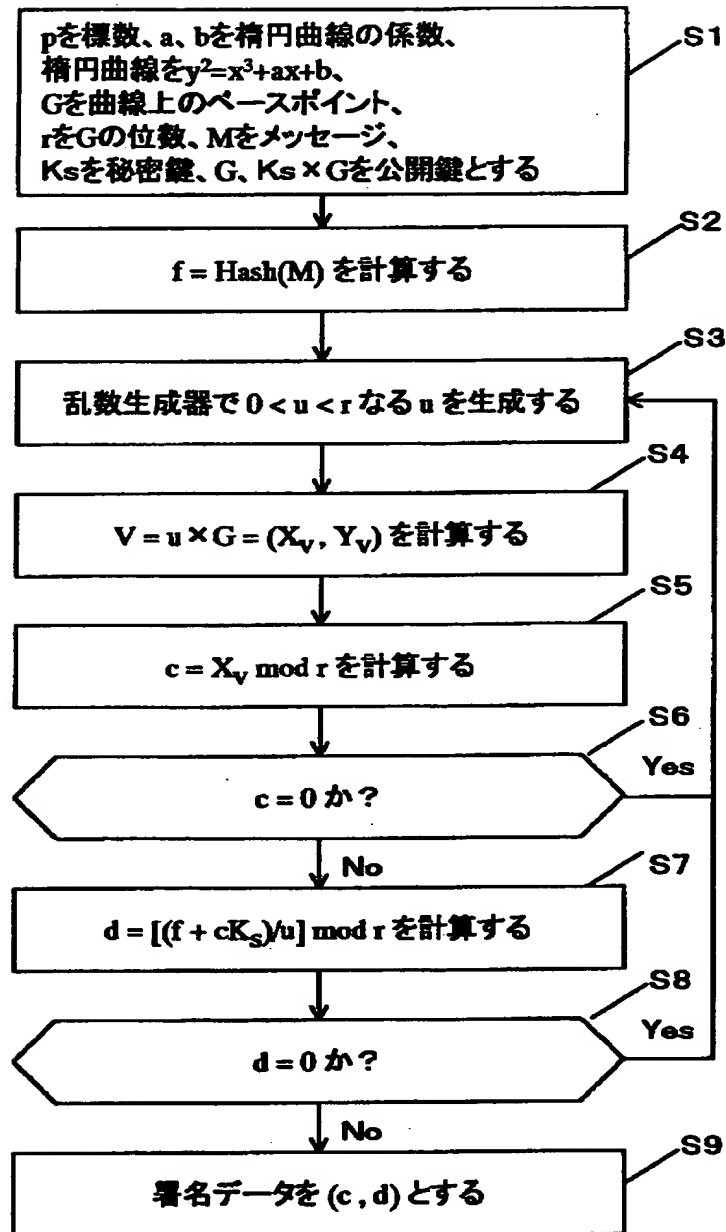 pを標数、a、bを楕円曲線の係数、
楕円曲線をy²=x³+ax+b、
Gを曲線上のベースポイント、
rをGの位数、Mをメッセージ、
Ksを秘密鍵、G、Ks×Gを公開鍵とする
S1
f = Hash(M) を計算する
S2
乱数生成器で 0 < u < r なる u を生成する
S3
V = u × G = (X_V, Y_V) を計算する
S4
c = X_V mod r を計算する
S5
c = 0 か?
S6
Yes
No
d = [(f + cK_S)/u] mod r を計算する
S7
d = 0 か?
S8
Yes
No
署名データを (c , d) とする
S9